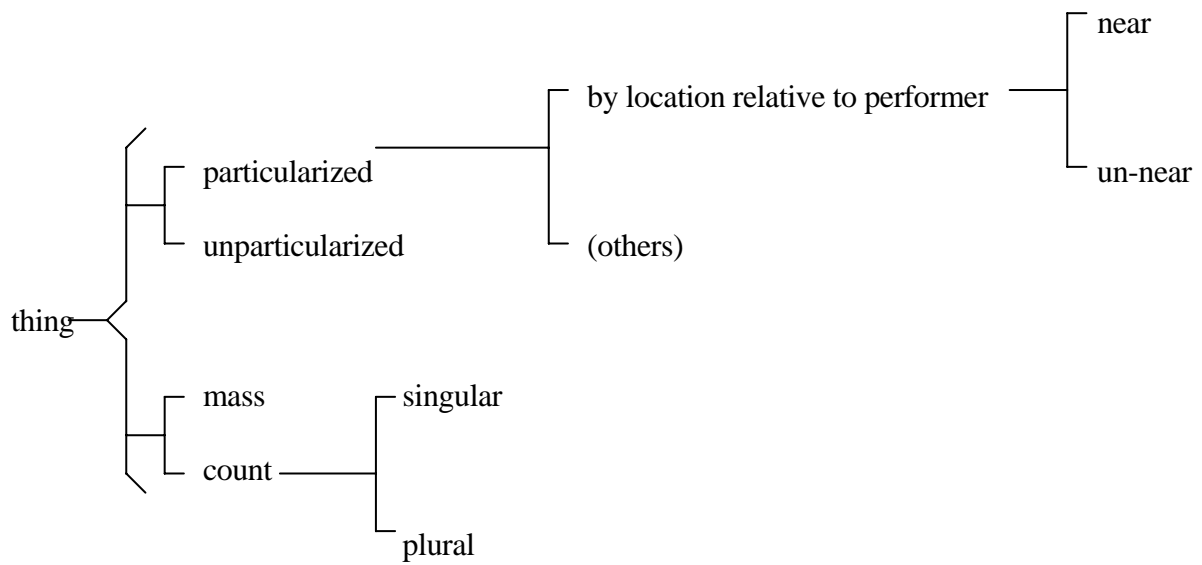 near
by location relative to performer
particularized
un-near
unparticularized
(others)
thing
mass
singular
count
plural